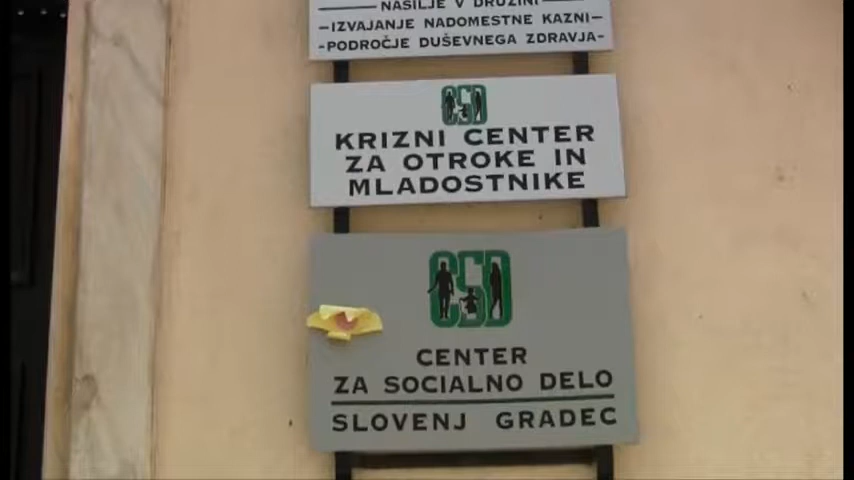 NASILJE V DRUŽINI
-IZVAJANJE NADOMESTNE KAZNI-
-PODROČJE DUŠEVNEGA ZDRAVJA-
CSD
KRIZNI CENTER
ZA OTROKE IN
MLADOSTNIKE
CSD
CENTER
ZA SOCIALNO DELO
SLOVENJ GRADEC